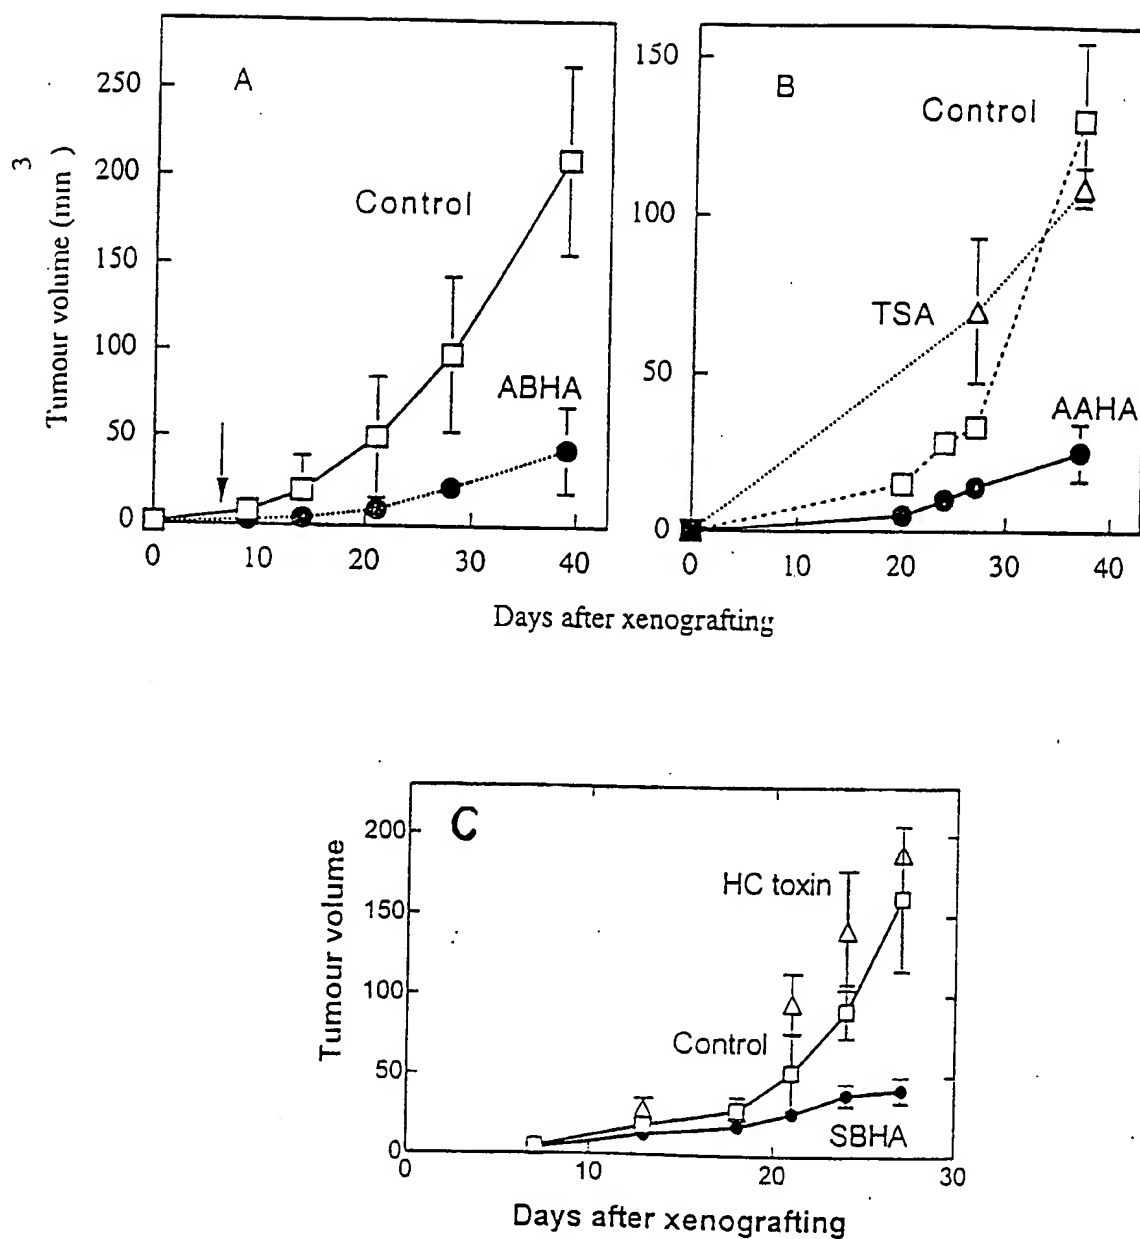 A
250
200
150
100
50
0
Tumour volume (mm
3
)
Control
ABHA
0
10
20
30
40
B
150
100
50
0
Control
TSA
AAHA
0
10
20
30
40
Days after xenografting
C
200
150
100
50
0
Tumour volume
HC toxin
Control
SBHA
0
10
20
30
Days after xenografting